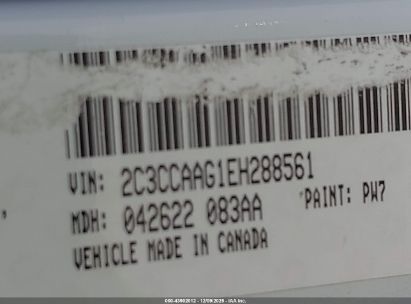 VIN: 2C3CCAAG1EH288561
MDH: 042622 083AA PAINT: PW7
VEHICLE MADE IN CANADA